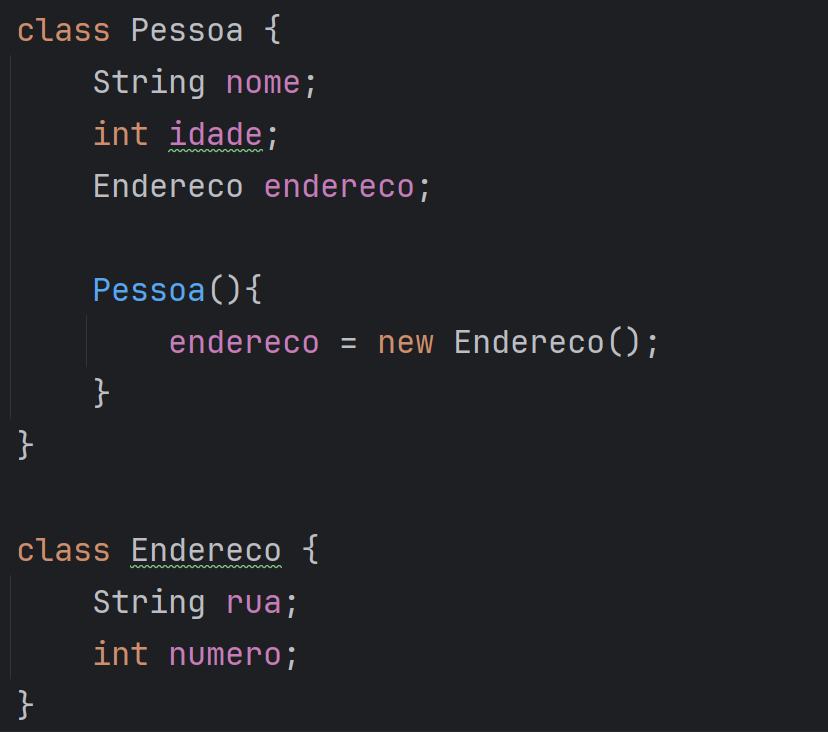 class Pessoa {
    String nome;
    int idade;
    Endereco endereco;

    Pessoa(){
        endereco = new Endereco();
    }
}

class Endereco {
    String rua;
    int numero;
}